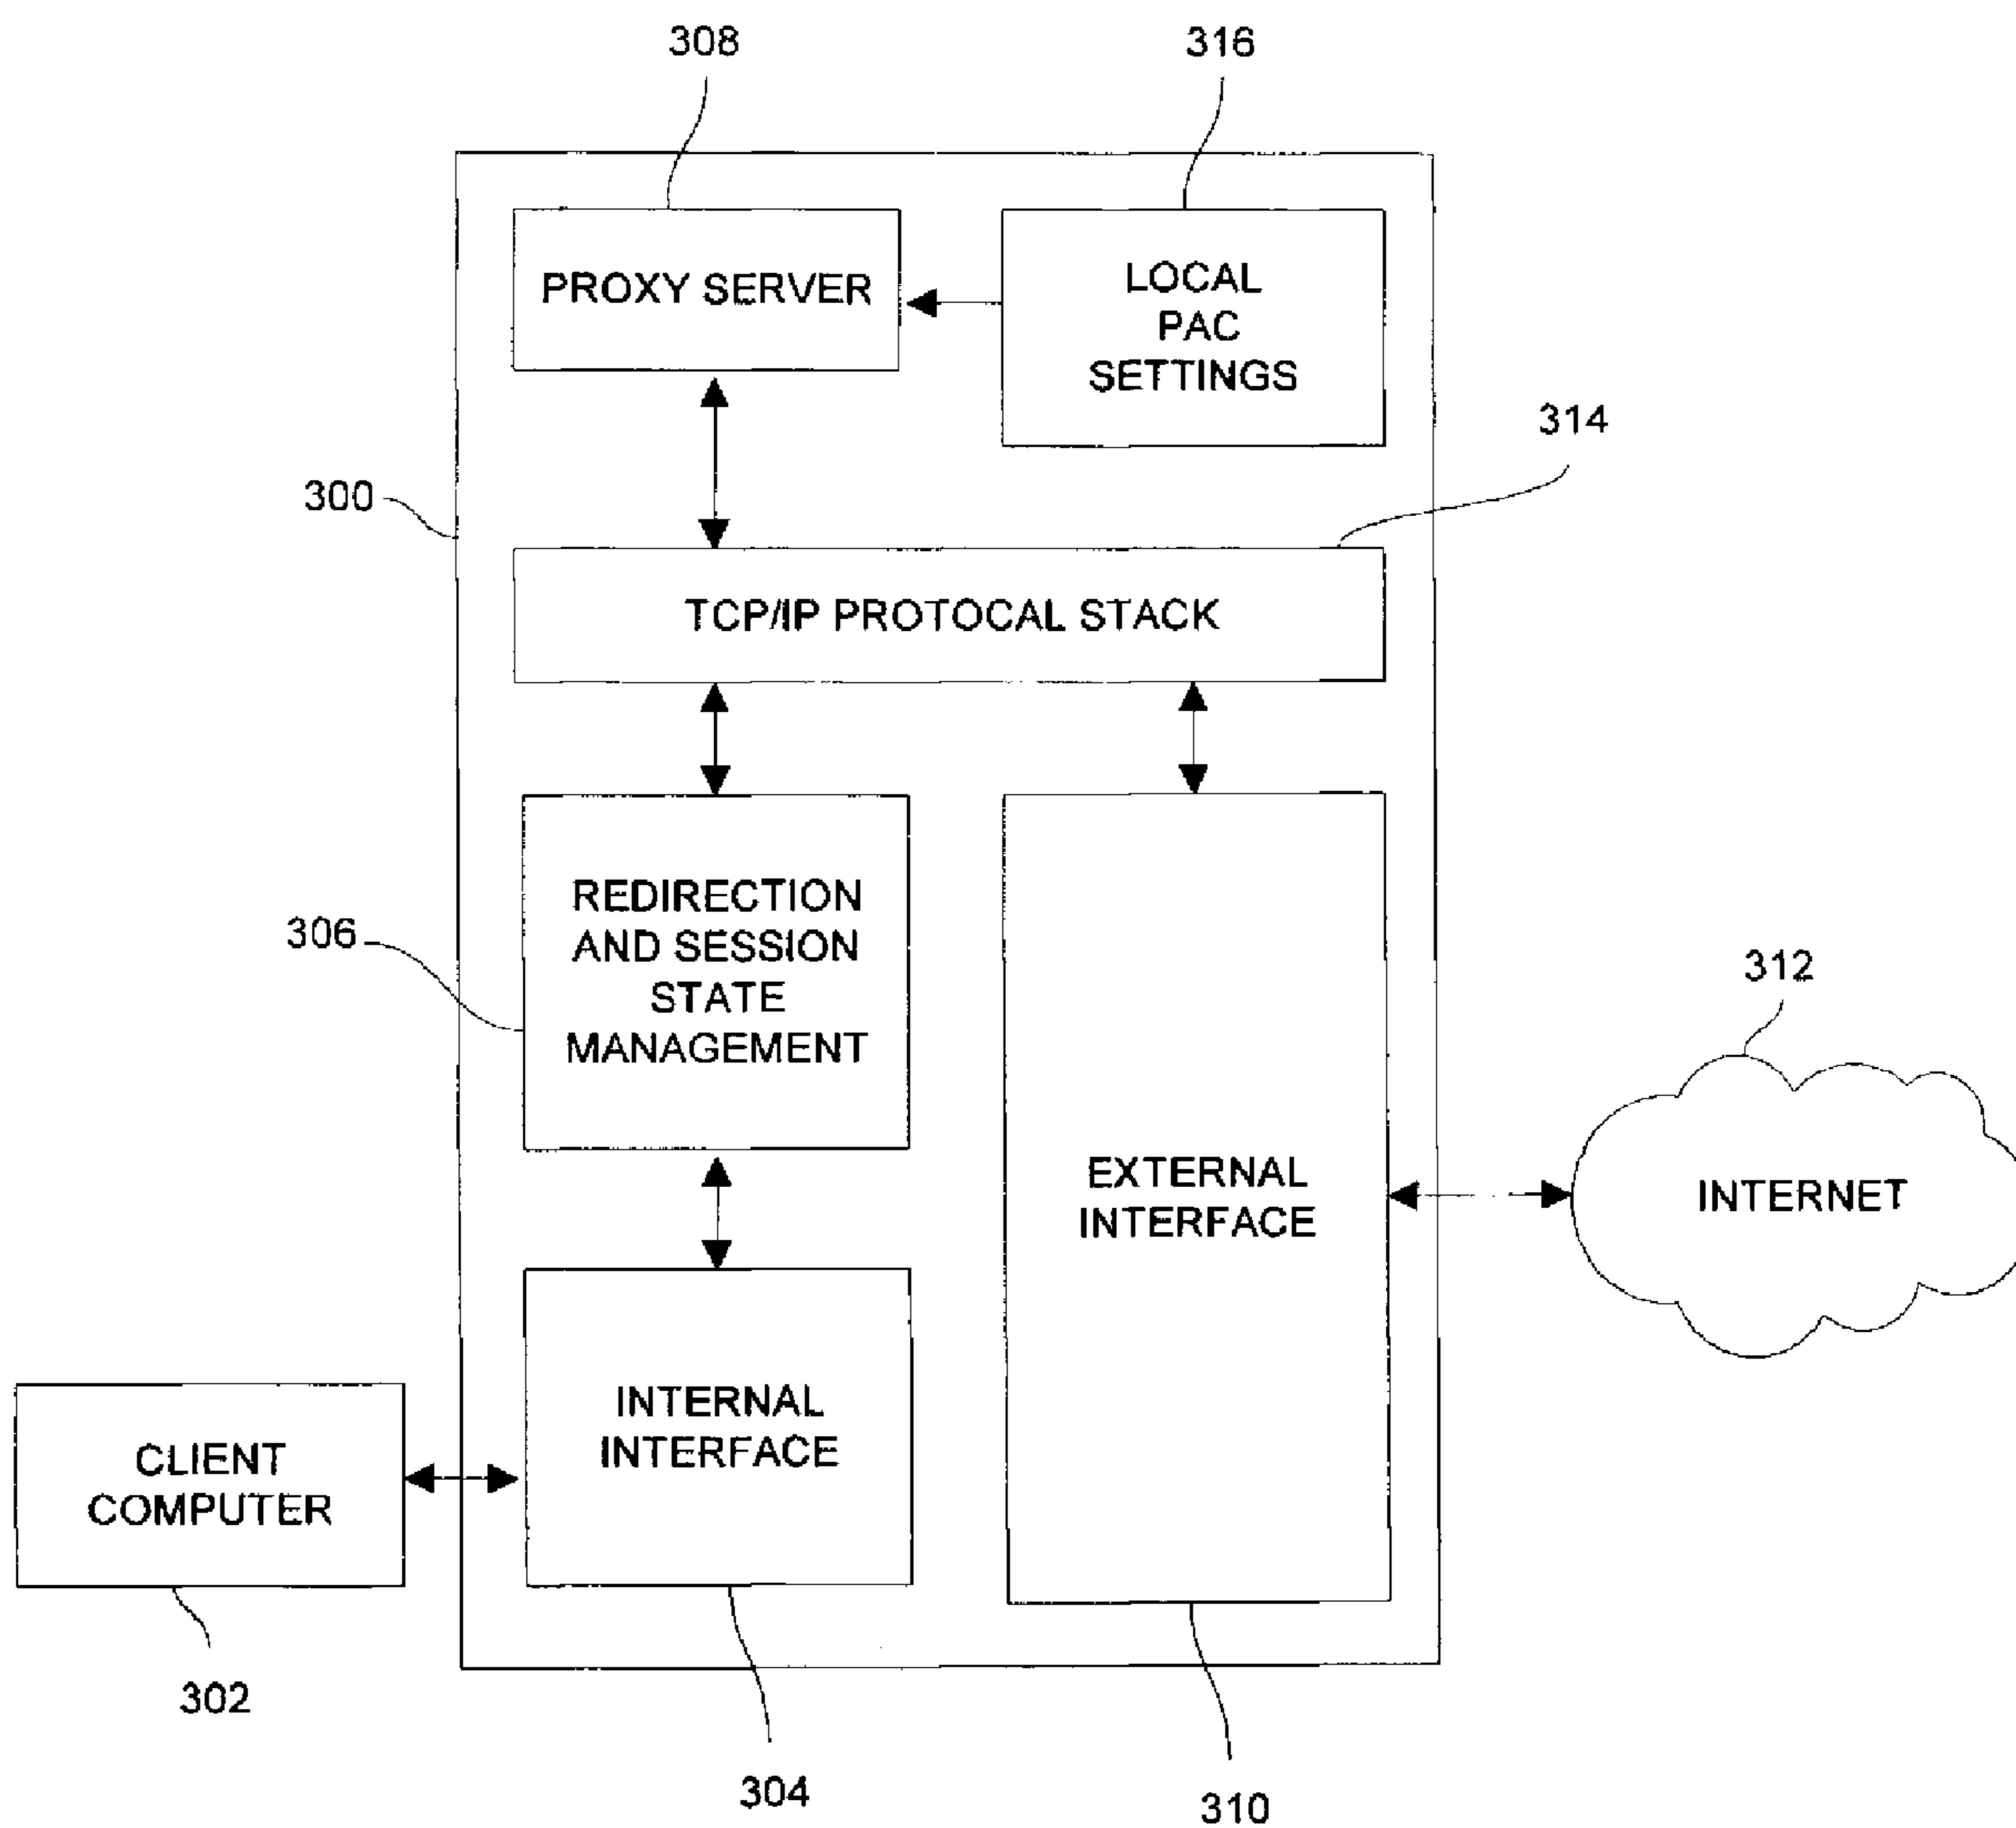 308
316
PROXY SERVER
LOCAL
PAC
SETTINGS
314
300
TCP/IP PROTOCAL STACK
REDIRECTION
AND SESSION
STATE
MANAGEMENT
306
312
EXTERNAL
INTERFACE
INTERNET
INTERNAL
INTERFACE
CLIENT
COMPUTER
302
304
310